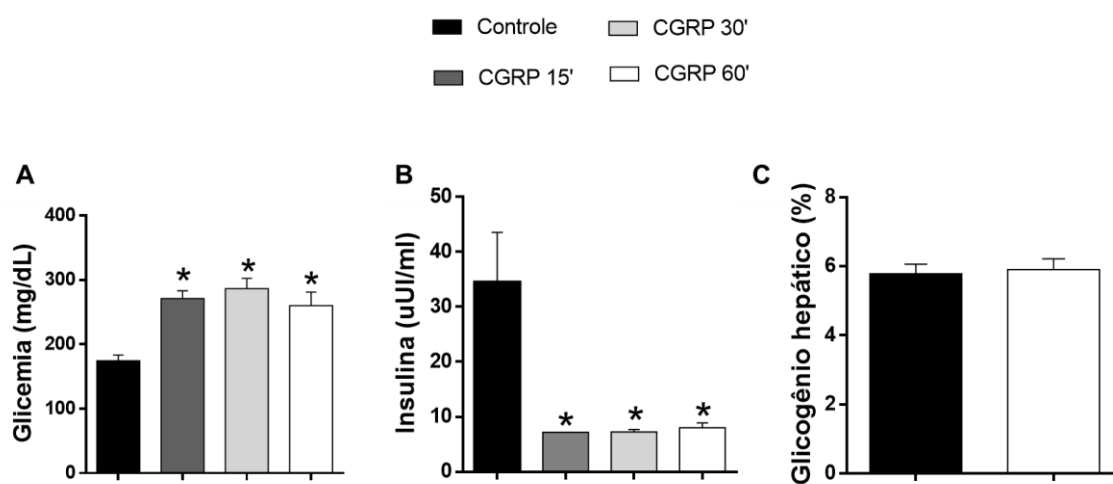 Controle
CGRP 30'
CGRP 15'
CGRP 60'
A
B
C
Glicemia (mg/dL)
400
300
200
100
0
*
*
*
Insulina (uUI/ml)
50
40
30
20
10
0
*
*
*
Glicogênio hepático (%)
8
6
4
2
0